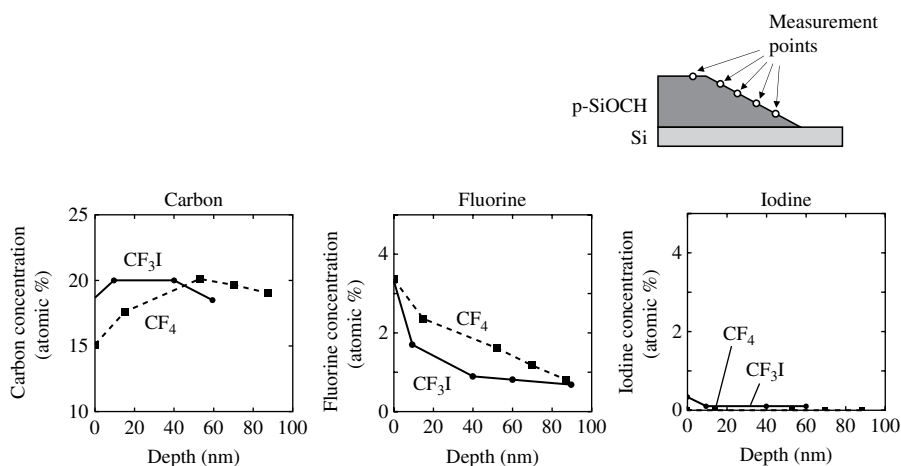 Measurement
points
p-SiOCH
Si
Carbon
25
20
15
10
0 20 40 60 80 100
Depth (nm)
Carbon concentration
(atomic %)
CF₃I
CF₄
Fluorine
4
2
0
0 20 40 60 80 100
Depth (nm)
Fluorine concentration
(atomic %)
CF₄
CF₃I
Iodine
4
2
0
0 20 40 60 80 100
Depth (nm)
Iodine concentration
(atomic %)
CF₄
CF₃I